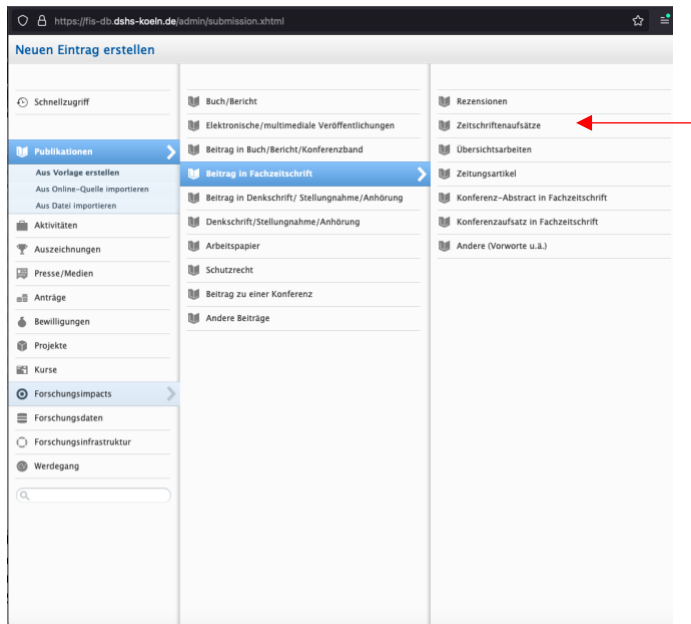 https://fis-db.dshs-koeln.de/admin/submission.xhtml
Neuen Eintrag erstellen
Schnellzugriff
Publikationen
Aus Vorlage erstellen
Aus Online-Quelle importieren
Aus Datei importieren
Aktivitäten
Auszeichnungen
Presse/Medien
Anträge
Bewilligungen
Projekte
Kurse
Forschungsimpacts
Forschungsdaten
Forschungsinfrastruktur
Werdegang
Buch/Bericht
Elektronische/multimediale Veröffentlichungen
Beitrag in Buch/Bericht/Konferenzband
Beitrag in Fachzeitschrift
Beitrag in Denkschrift/ Stellungnahme/Anhörung
Denkschrift/Stellungnahme/Anhörung
Arbeitspapier
Schutzrecht
Beitrag zu einer Konferenz
Andere Beiträge
Rezensionen
Zeitschriftenaufsätze
Übersichtsarbeiten
Zeitungsartikel
Konferenz-Abstract in Fachzeitschrift
Konferenzaufsatz in Fachzeitschrift
Andere (Vorworte u.ä.)